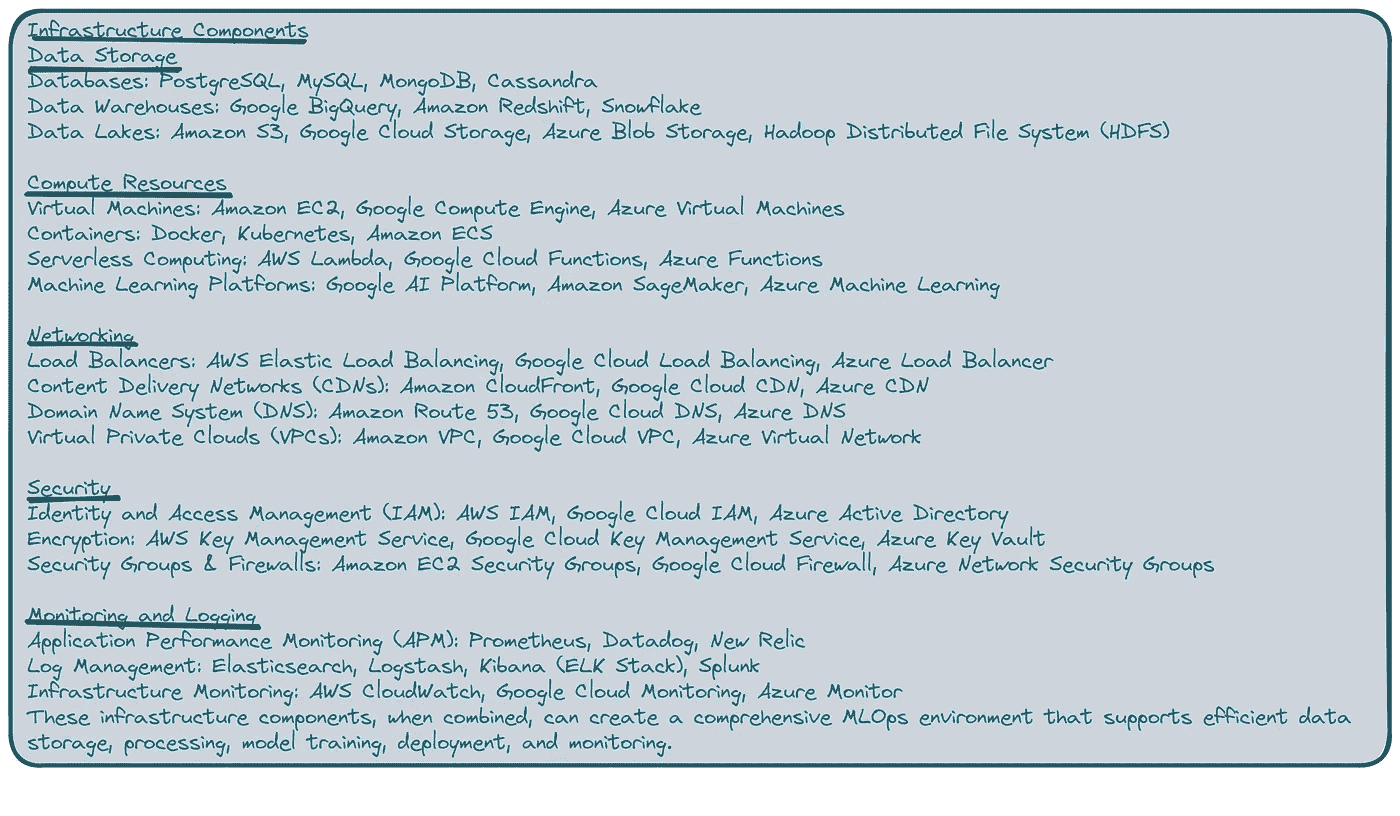 Infrastructure Components
Data Storage
Databases: PostgreSQL, MySQL, MongoDB, Cassandra
Data Warehouses: Google BigQuery, Amazon Redshift, Snowflake
Data Lakes: Amazon S3, Google Cloud Storage, Azure Blob Storage, Hadoop Distributed File System (HDFS)
Compute Resources
Virtual Machines: Amazon EC2, Google Compute Engine, Azure Virtual Machines
Containers: Docker, Kubernetes, Amazon ECS
Serverless Computing: AWS Lambda, Google Cloud Functions, Azure Functions
Machine Learning Platforms: Google AI Platform, Amazon SageMaker, Azure Machine Learning
Networking
Load Balancers: AWS Elastic Load Balancing, Google Cloud Load Balancing, Azure Load Balancer
Content Delivery Networks (CDNs): Amazon CloudFront, Google Cloud CDN, Azure CDN
Domain Name System (DNS): Amazon Route 53, Google Cloud DNS, Azure DNS
Virtual Private Clouds (VPCs): Amazon VPC, Google Cloud VPC, Azure Virtual Network
Security
Identity and Access Management (IAM): AWS IAM, Google Cloud IAM, Azure Active Directory
Encryption: AWS Key Management Service, Google Cloud Key Management Service, Azure Key Vault
Security Groups & Firewalls: Amazon EC2 Security Groups, Google Cloud Firewall, Azure Network Security Groups
Monitoring and Logging
Application Performance Monitoring (APM): Prometheus, Datadog, New Relic
Log Management: Elasticsearch, Logstash, Kibana (ELK Stack), Splunk
Infrastructure Monitoring: AWS CloudWatch, Google Cloud Monitoring, Azure Monitor
These infrastructure components, when combined, can create a comprehensive MLOps environment that supports efficient data
storage, processing, model training, deployment, and monitoring.